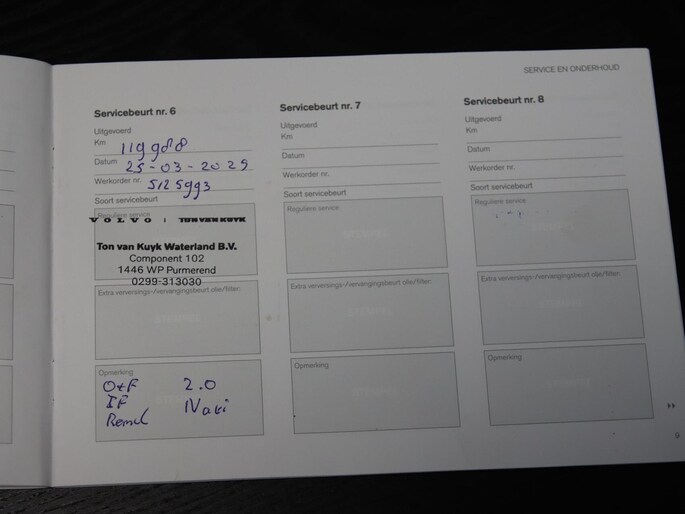 SERVICE EN ONDERHOUD
Servicebeurt nr. 6
Uitgevoerd
Km 119988
Datum 25-03-2025
Werkorder nr. 5125993
Soort servicebeurt
Reguliere service
VOLVO | TON VAN KUYK
Ton van Kuyk Waterland B.V.
Component 102
1446 WP Purmerend
0299-313030
Extra verversings-/vervangingsbeurt olie/filter:
Opmerking
O+F 2.0
IF
Remd
Servicebeurt nr. 7
Uitgevoerd
Km
Datum
Werkorder nr.
Soort servicebeurt
Reguliere service
Extra verversings-/vervangingsbeurt olie/filter:
Opmerking
Servicebeurt nr. 8
Uitgevoerd
Km
Datum
Werkorder nr.
Soort servicebeurt
Reguliere service
Extra verversings-/vervangingsbeurt olie/filter:
Opmerking
9